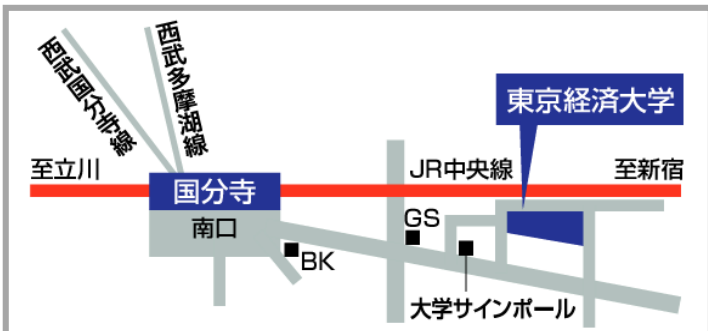 西武国分寺線
西武多摩湖線
東京経済大学
至立川
国分寺
JR中央線
至新宿
南口
GS
BK
大学サインポール